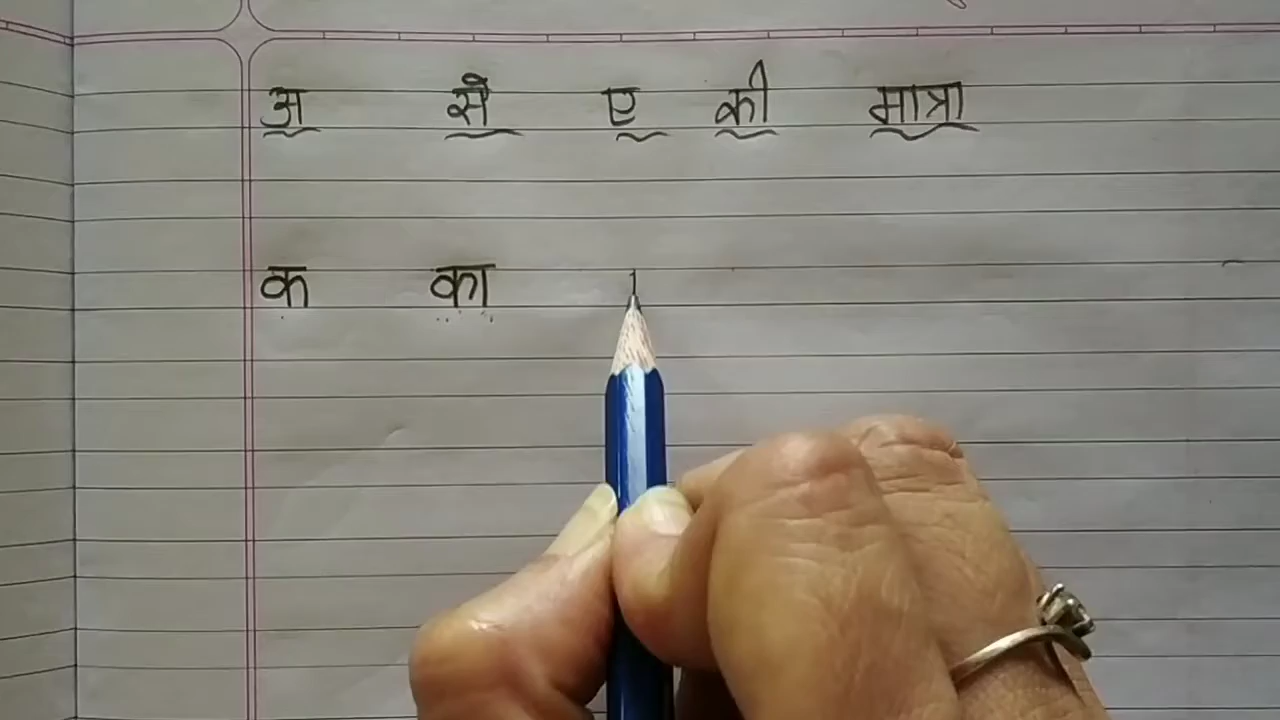 अ से ए की मात्रा
क का